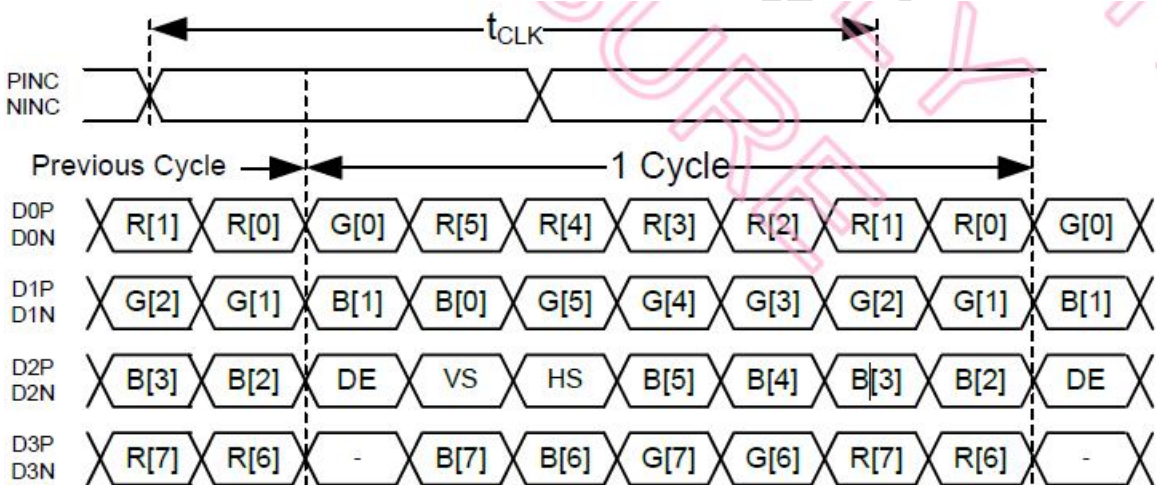 tCLK
PINC
NINC
Previous Cycle
1 Cycle
D0P
D0N
R[1] R[0] G[0] R[5] R[4] R[3] R[2] R[1] R[0] G[0]
D1P
D1N
G[2] G[1] B[1] B[0] G[5] G[4] G[3] G[2] G[1] B[1]
D2P
D2N
B[3] B[2] DE VS HS B[5] B[4] B[3] B[2] DE
D3P
D3N
R[7] R[6] - B[7] B[6] G[7] G[6] R[7] R[6] -